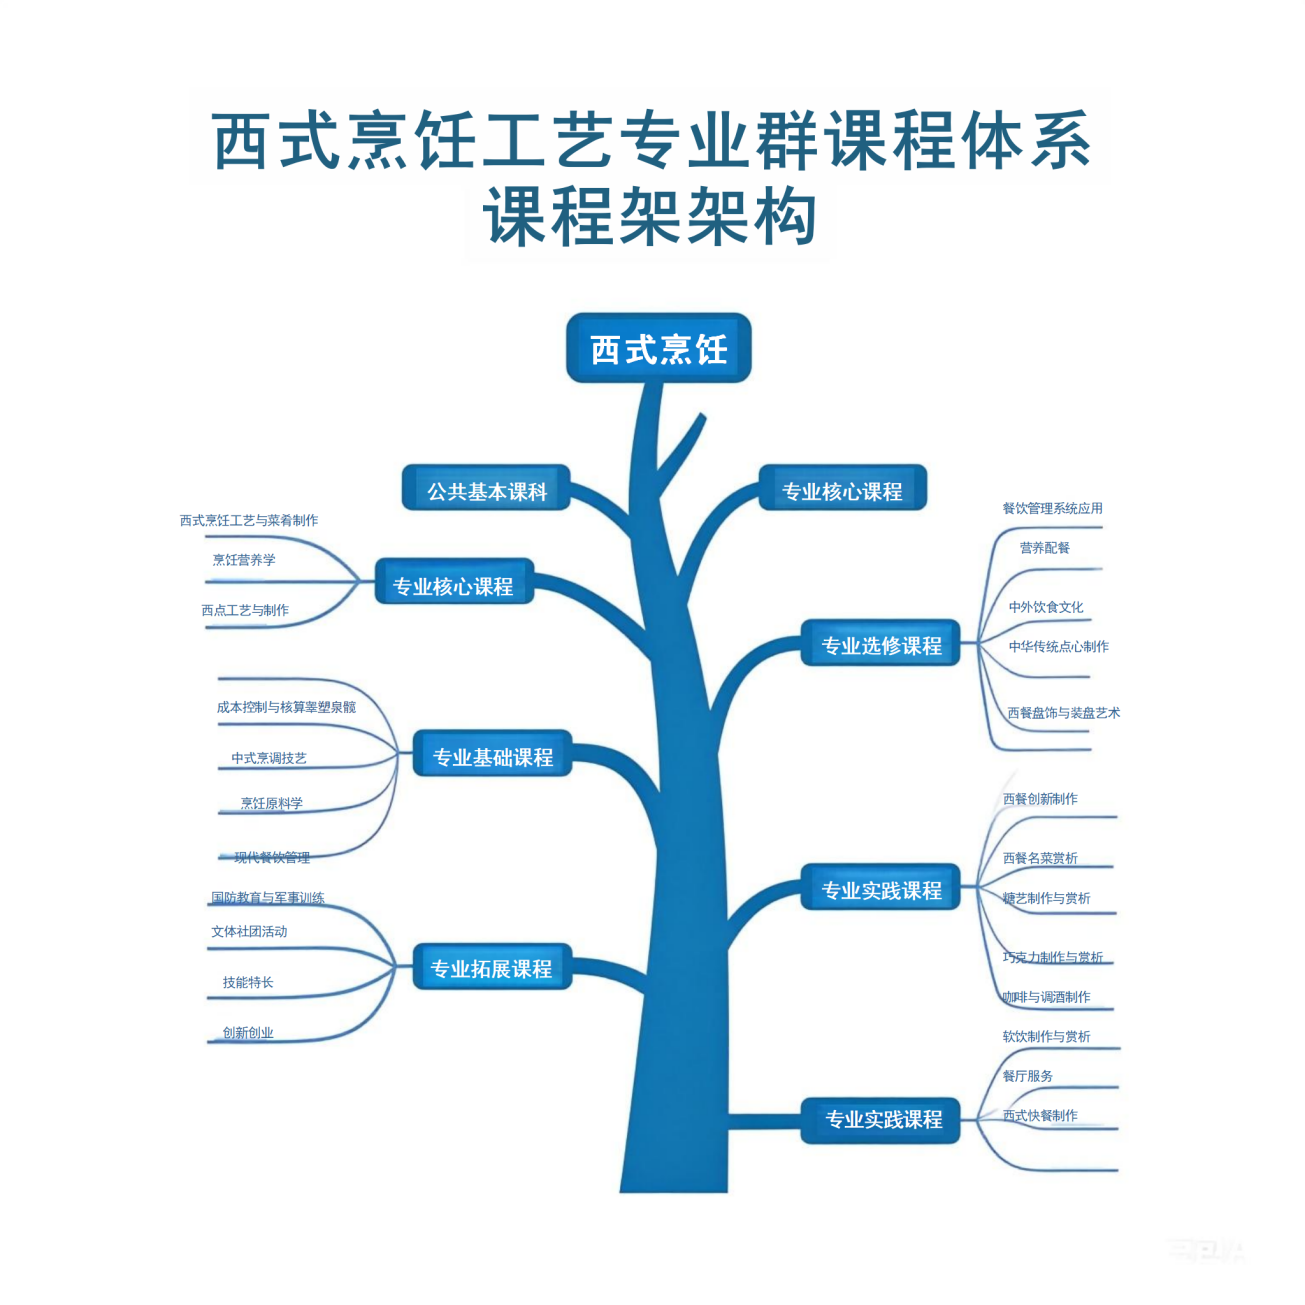 西式烹饪工艺专业群课程体系
课程架架构
西式烹饪
公共基本课科
专业核心课程
西式烹饪工艺与菜肴制作
烹饪营养学
西点工艺与制作
专业核心课程
成本控制与核算睾塑泉髋
中式烹调技艺
烹饪原料学
现代餐饮管理
专业基础课程
国防教育与军事训练
文体社团活动
技能特长
创新创业
专业拓展课程
餐饮管理系统应用
营养配餐
中外饮食文化
中华传统点心制作
西餐盘饰与装盘艺术
专业选修课程
西餐创新制作
西餐名菜赏析
糖艺制作与赏析
巧克力制作与赏析
咖啡与调酒制作
专业实践课程
软饮制作与赏析
餐厅服务
西式快餐制作
专业实践课程